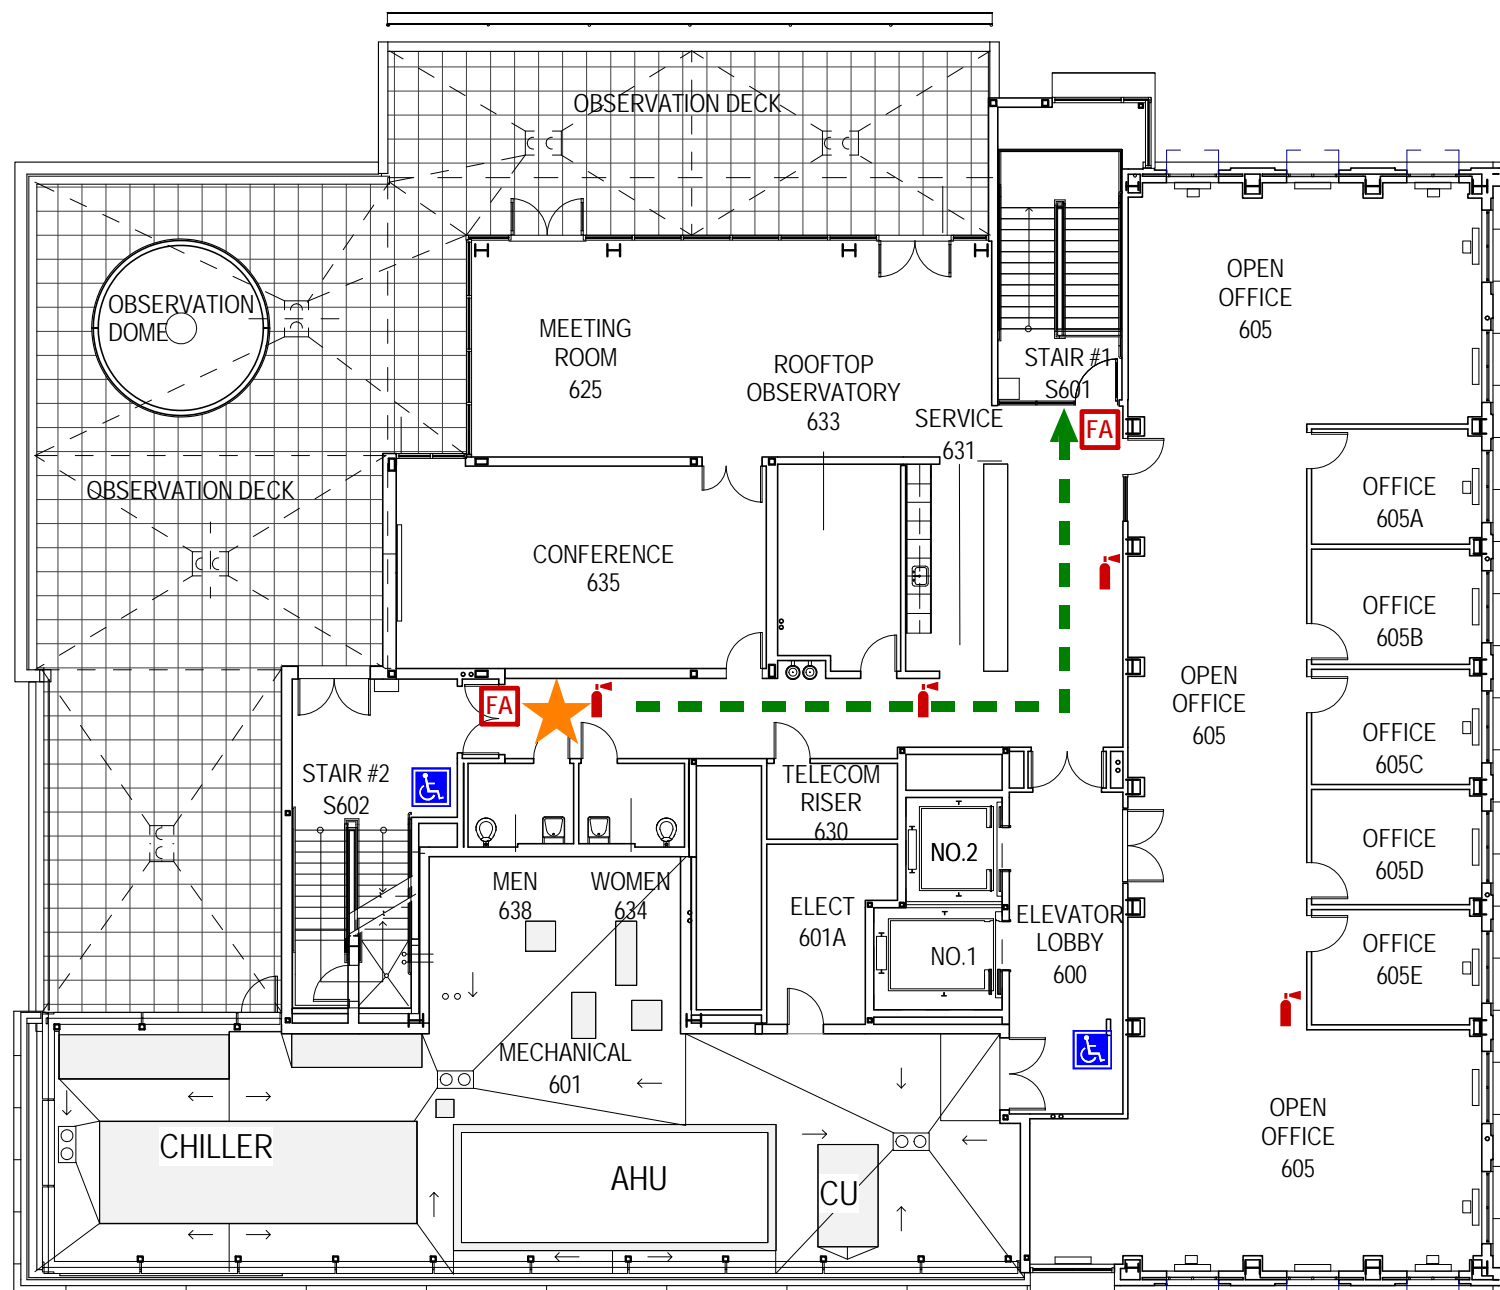 OBSERVATION DECK
OBSERVATION
DOME
MEETING
ROOM
625
ROOFTOP
OBSERVATORY
633
SERVICE
631
STAIR #1
S601
FA
OPEN
OFFICE
605
OBSERVATION DECK
CONFERENCE
635
OFFICE
605A
OFFICE
605B
OPEN
OFFICE
605
OFFICE
605C
FA
STAIR #2
S602
TELECOM
RISER
630
NO.2
OFFICE
605D
MEN
638
WOMEN
634
ELECT
601A
NO.1
ELEVATOR
LOBBY
600
OFFICE
605E
MECHANICAL
601
CHILLER
AHU
CU
OPEN
OFFICE
605